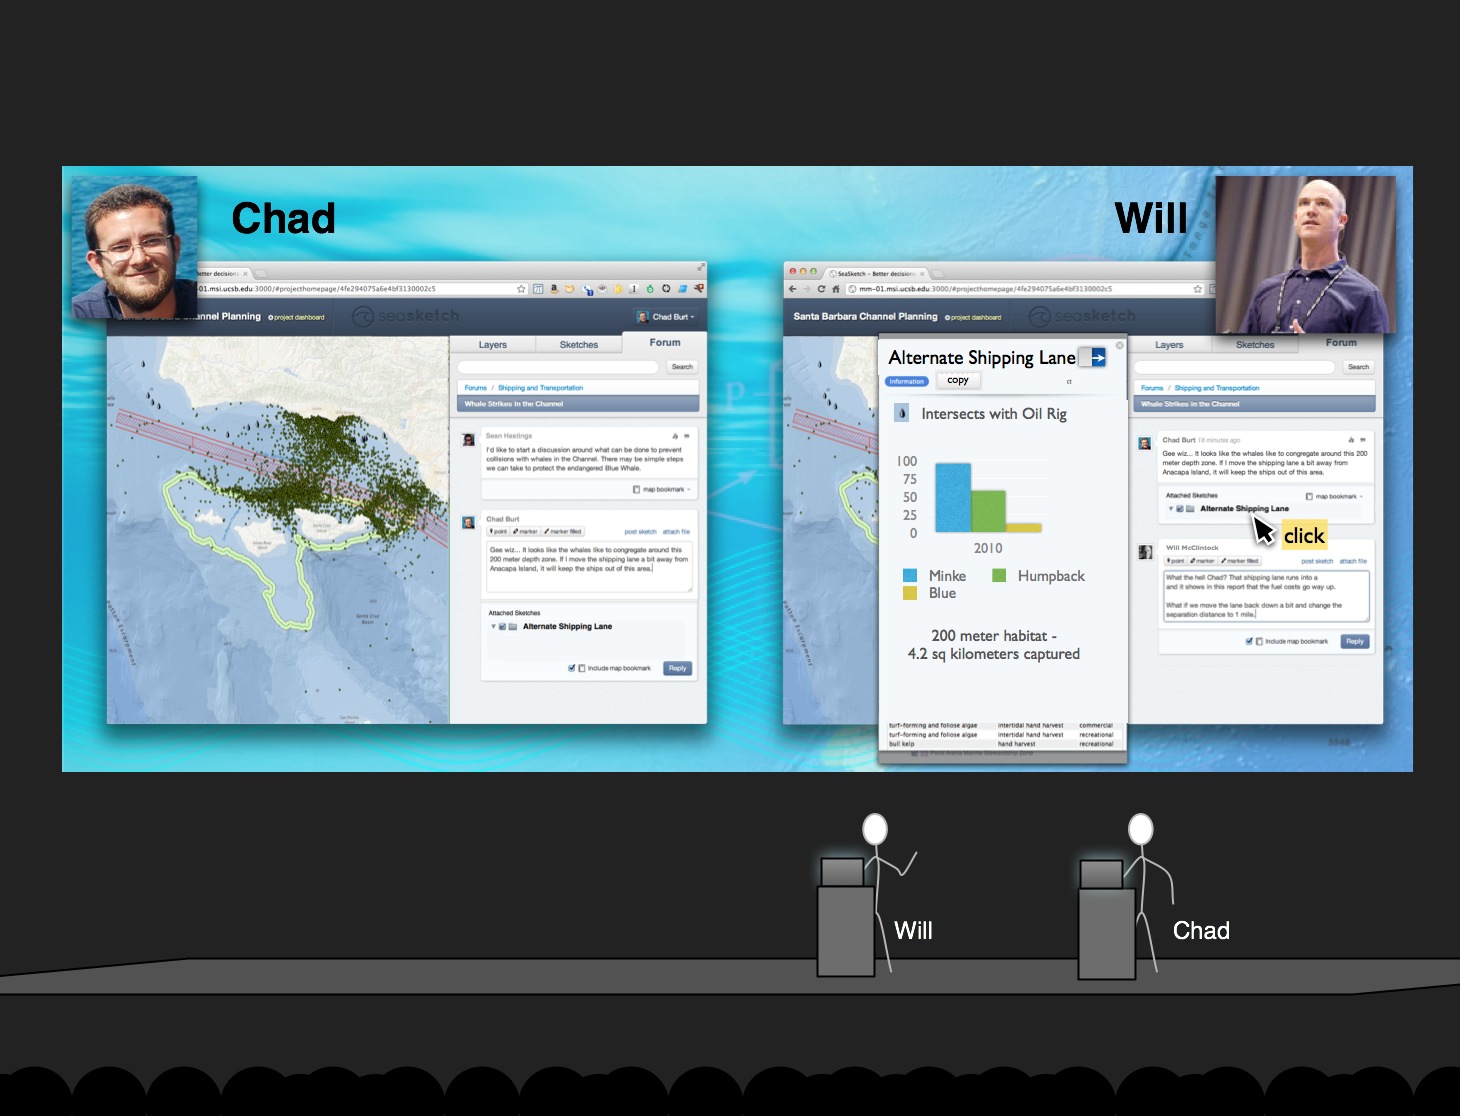 Chad
Will
etter decision:
-01.msi.ucsb.edu:3000/#projecthomepage/4fe294075a6e4bf3130002c5
Channel Planning
project dashboard
seasketch
Chad Burt
Layers
Sketches
Forum
Search
Forums / Shipping and Transportation
Whale Strikes in the Channel
Sean Hastings
I'd like to start a discussion around what can be done to prevent
collisions with whales in the Channel. There may be simple steps
we can take to protect the endangered Blue Whale.
map bookmark
Chad Burt
point
marker
marker filled
post sketch
attach file
Gee wiz... It looks like the whales like to congregate around this
200 meter depth zone. If I move the shipping lane a bit away from
Anacapa Island, it will keep the ships out of this area.
Attached Sketches
Alternate Shipping Lane
Include map bookmark
Reply
SeaSketch - Better decision:
mm-01.msi.ucsb.edu:3000/#projecthomepage/4fe294075a6e4bf3130002c5
Santa Barbara Channel Planning
project dashboard
seasketch
Layers
Sketches
Forum
Search
Alternate Shipping Lane
Information
copy
ct
Intersects with Oil Rig
100
75
50
25
0
2010
Minke
Humpback
Blue
200 meter habitat -
4.2 sq kilometers captured
turf-forming and foliose algae intertidal hand harvest commercial
turf-forming and foliose algae intertidal hand harvest recreational
bull kelp hand harvest recreational
Forums / Shipping and Transportation
Whale Strikes in the Channel
Chad Burt 18 minutes ago
Gee wiz... It looks like the whales like to congregate around this 200
meter depth zone. If I move the shipping lane a bit away from
Anacapa Island, it will keep the ships out of this area.
Attached Sketches
map bookmark
Alternate Shipping Lane
click
Will McClintock
point
marker
marker filled
post sketch
attach file
What the hell Chad? That shipping lane runs into a
and it shows in this report that the fuel costs go way up.
What if we move the lane back down a bit and change the
separation distance to 1 mile.
Include map bookmark
Reply
Will
Chad